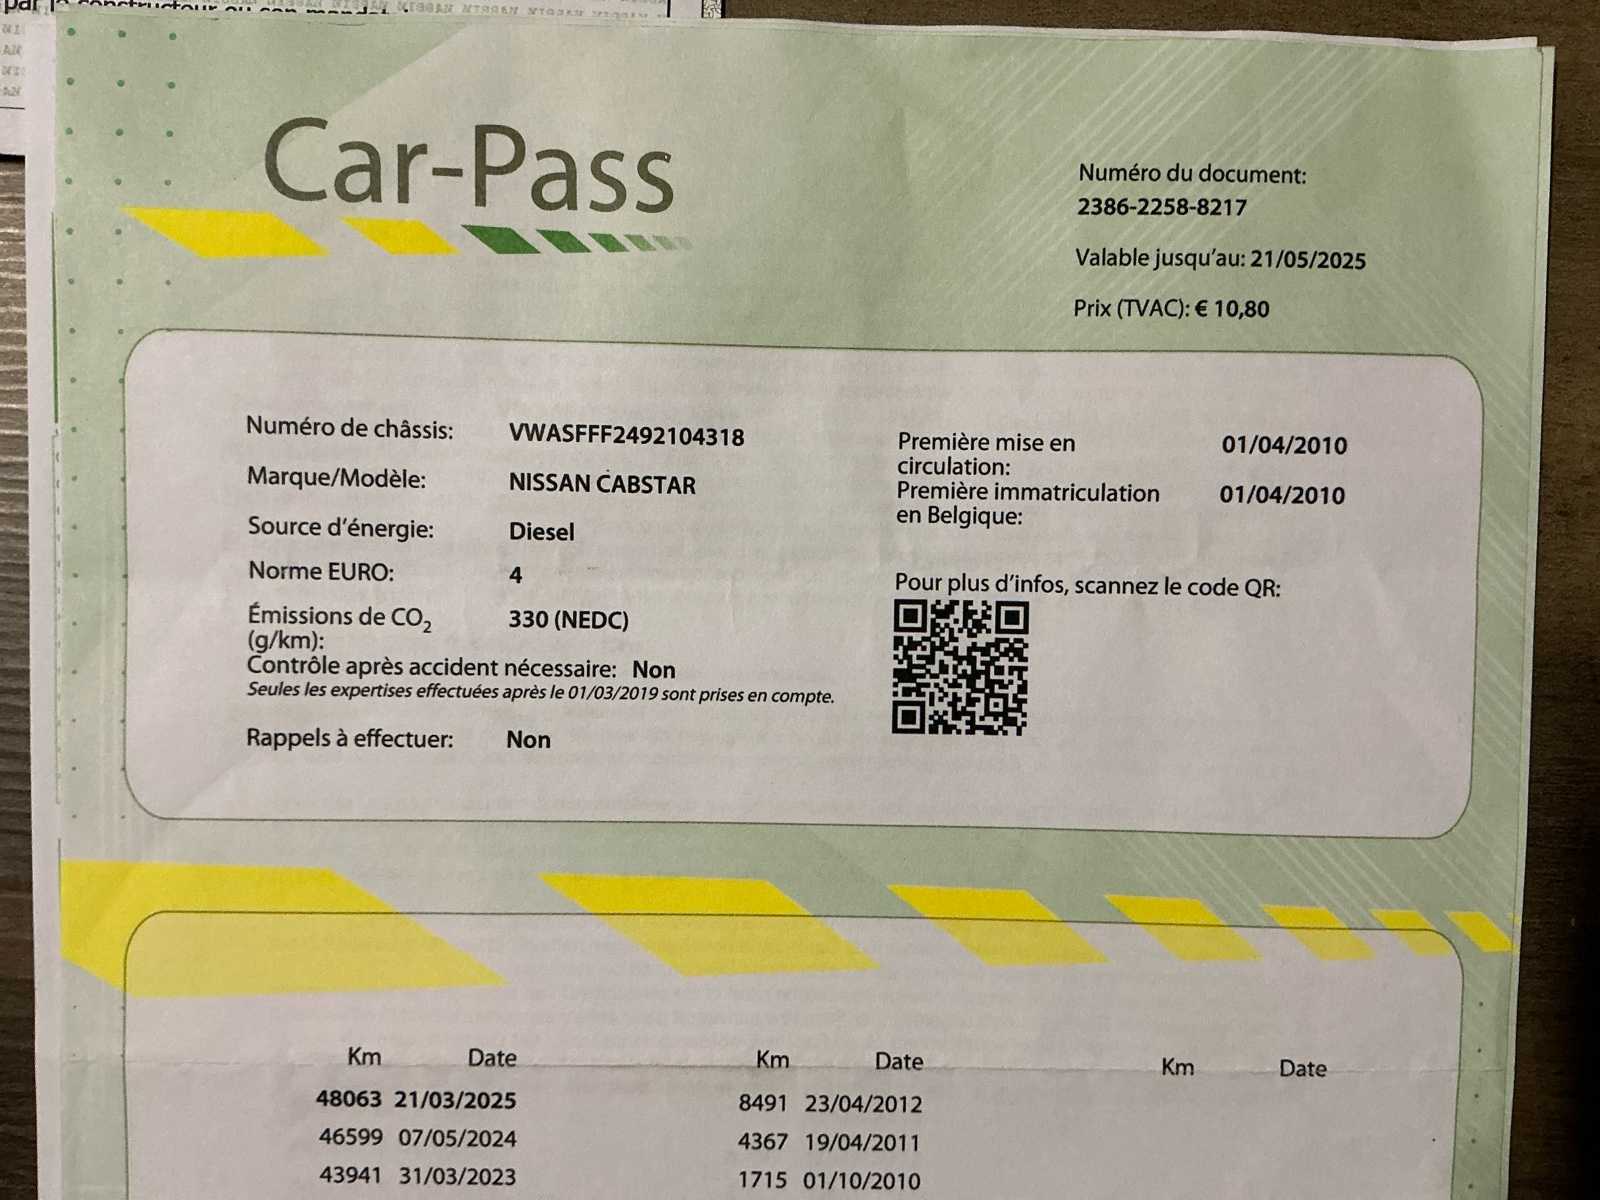 Car-Pass
Numéro du document:
2386-2258-8217
Valable jusqu'au: 21/05/2025
Prix (TVAC): € 10,80
Numéro de châssis: VWASFFF2492104318
Marque/Modèle: NISSAN CABSTAR
Source d'énergie: Diesel
Norme EURO: 4
Émissions de CO2 330 (NEDC)
(g/km):
Contrôle après accident nécessaire: Non
Seules les expertises effectuées après le 01/03/2019 sont prises en compte.
Rappels à effectuer: Non
Première mise en 01/04/2010
circulation:
Première immatriculation 01/04/2010
en Belgique:
Pour plus d'infos, scannez le code QR:
Km Date Km Date Km Date
48063 21/03/2025 8491 23/04/2012
46599 07/05/2024 4367 19/04/2011
43941 31/03/2023 1715 01/10/2010